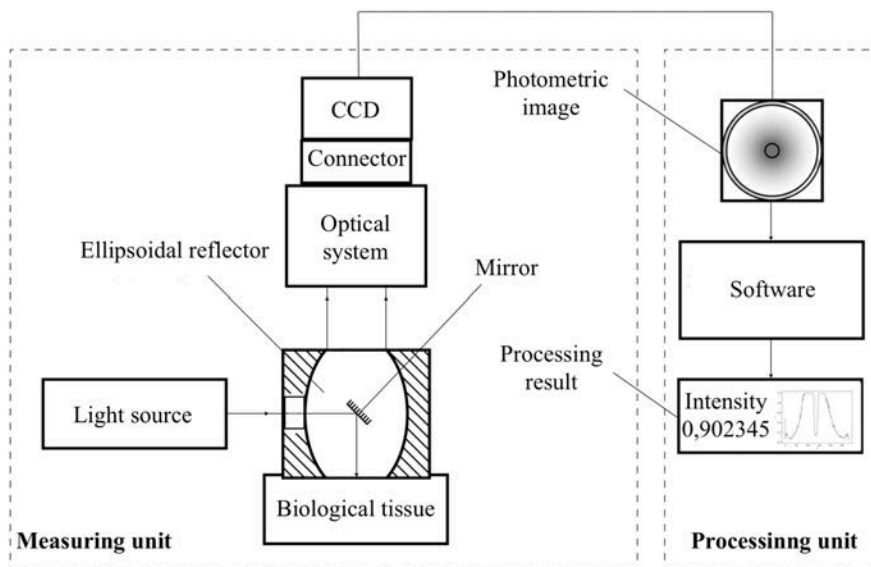 CCD
Connector
Optical
system
Ellipsoidal reflector
Mirror
Light source
Biological tissue
Measuring unit
Photometric
image
Software
Processing
result
Intensity
0,902345
Processinng unit